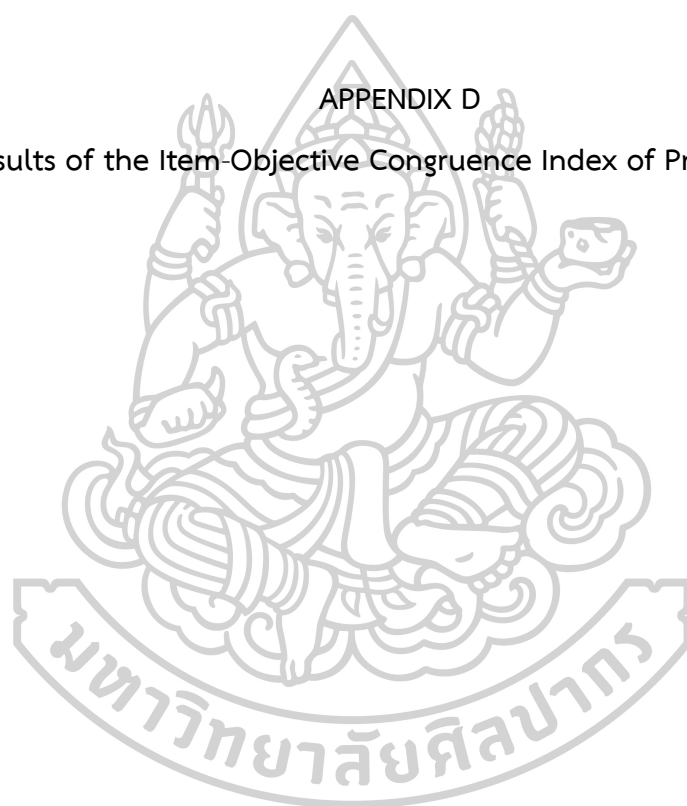 APPENDIX D
sults of the Item-Objective Congruence Index of Pr
มหาวิทยาลัยศิลปากร